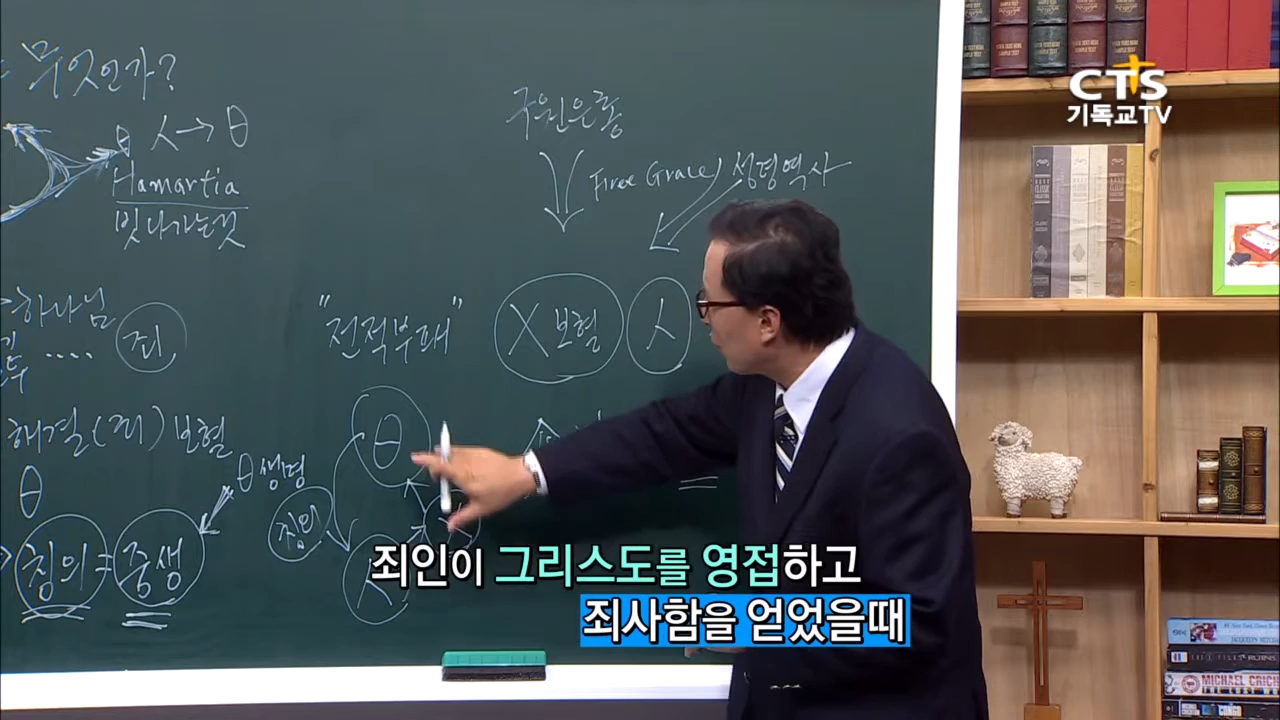 무엇인가?
θ 人→θ
Hamartia
빗나가는것
하나님
....
죄
해결(죄) 보혈
θ
θ생명
칭의=중생
"전적부패"
θ
칭의
人
구원은총
Free Grace / 성령역사
X 보혈
人
CTS
기독교TV
죄인이 그리스도를 영접하고
죄사함을 얻었을때